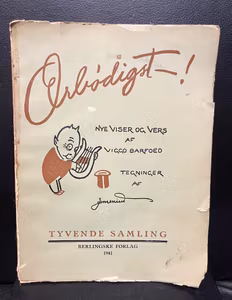 Ærbødigst—!
NYE VISER OG VERS
AF
VIGGO BARFOED
TEGNINGER
AF
TYVENDE SAMLING
BERLINGSKE FORLAG
1941